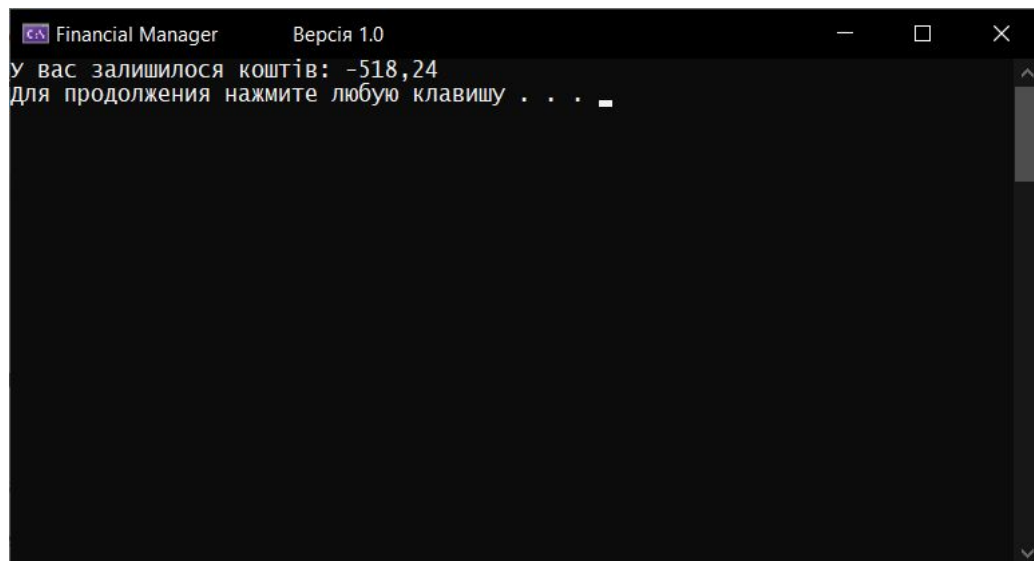 Financial Manager Версія 1.0
У вас залишилося коштів: -518,24
Для продолжения нажмите любую клавишу . . .